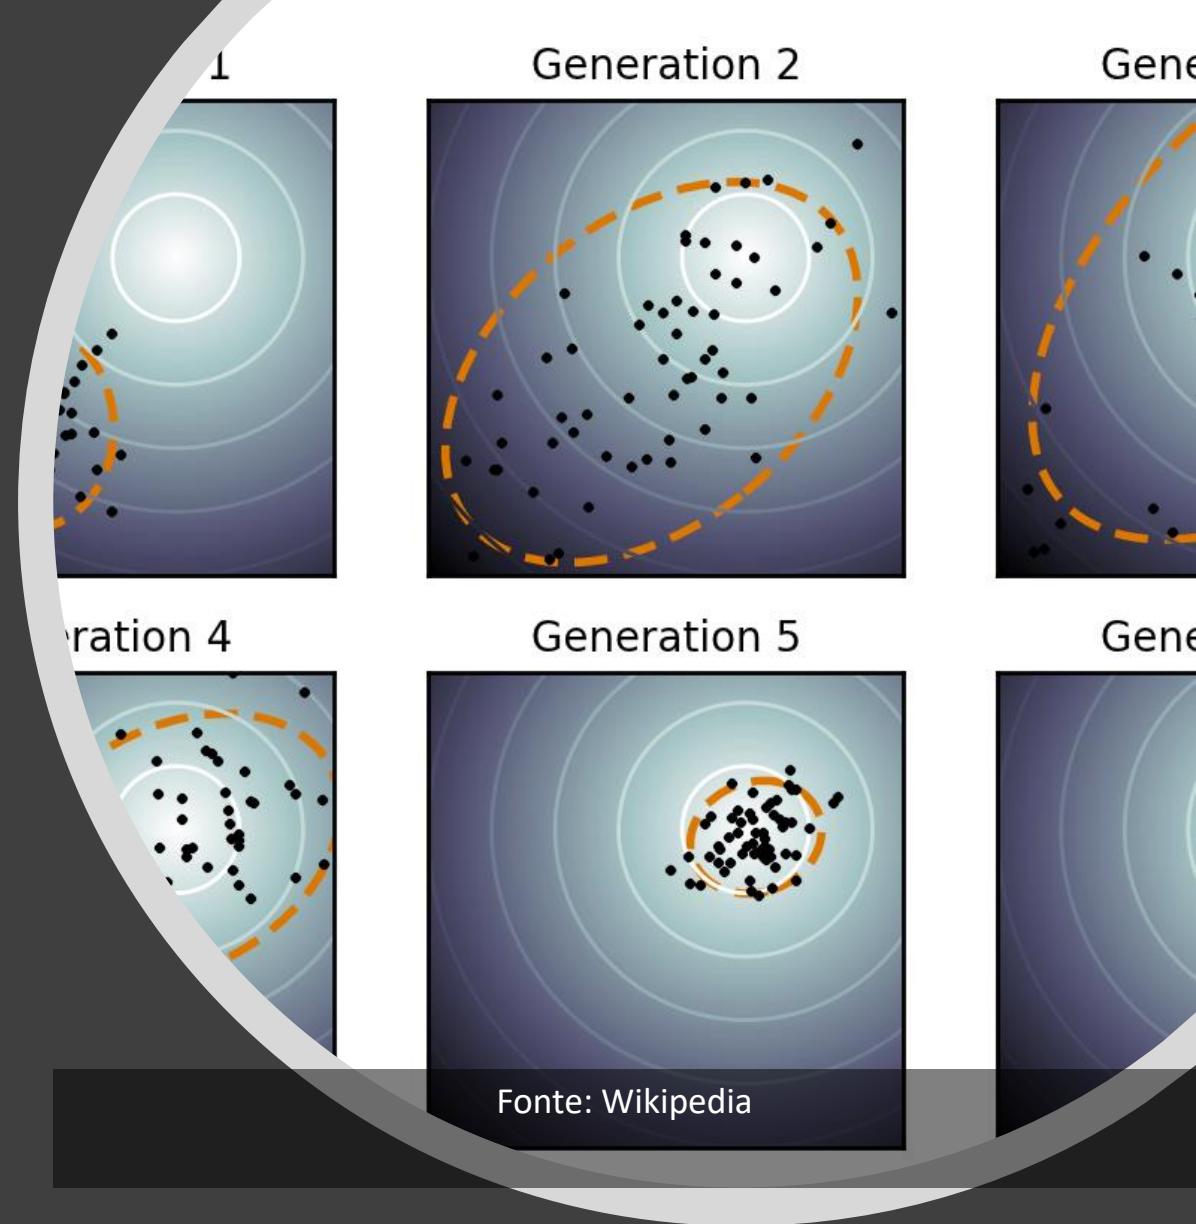 1
Generation 2
Gene
eration 4
Generation 5
Gene
Fonte: Wikipedia